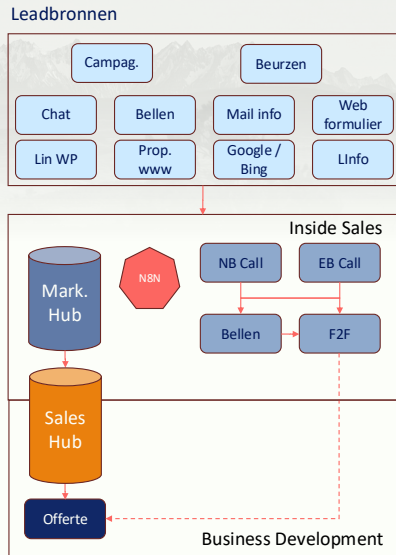 Leadbronnen
Campag.
Beurzen
Chat
Bellen
Mail info
Web
formulier
Lin WP
Prop.
www
Google /
Bing
LInfo
Inside Sales
Mark.
Hub
N8N
NB Call
EB Call
Bellen
F2F
Sales
Hub
Offerte
Business Development